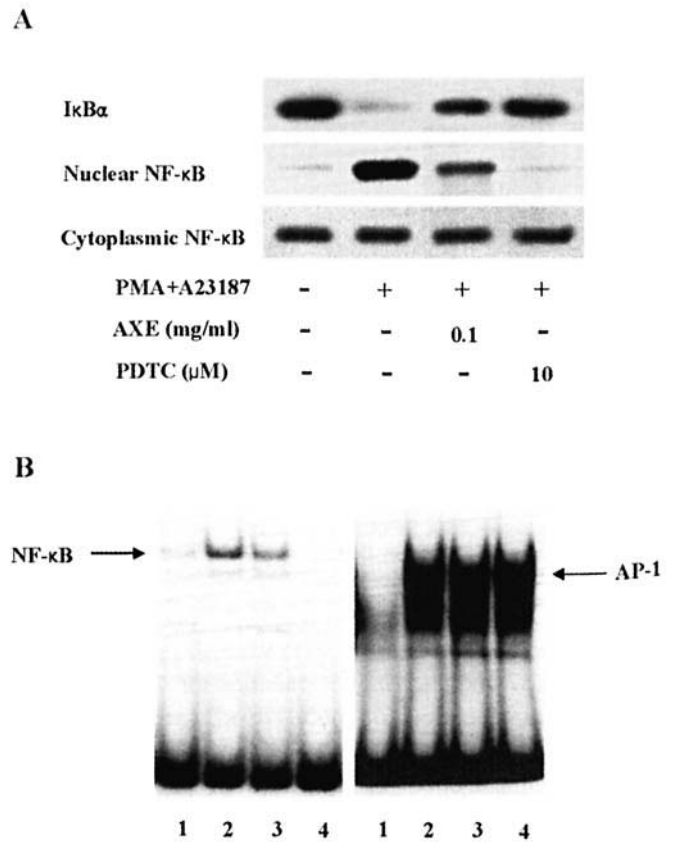 A
IκBα
Nuclear NF-κB
Cytoplasmic NF-κB
PMA+A23187 - + + +
AXE (mg/ml) - - 0.1 -
PDTC (μM) - - - 10
B
NF-κB
AP-1
1 2 3 4 1 2 3 4